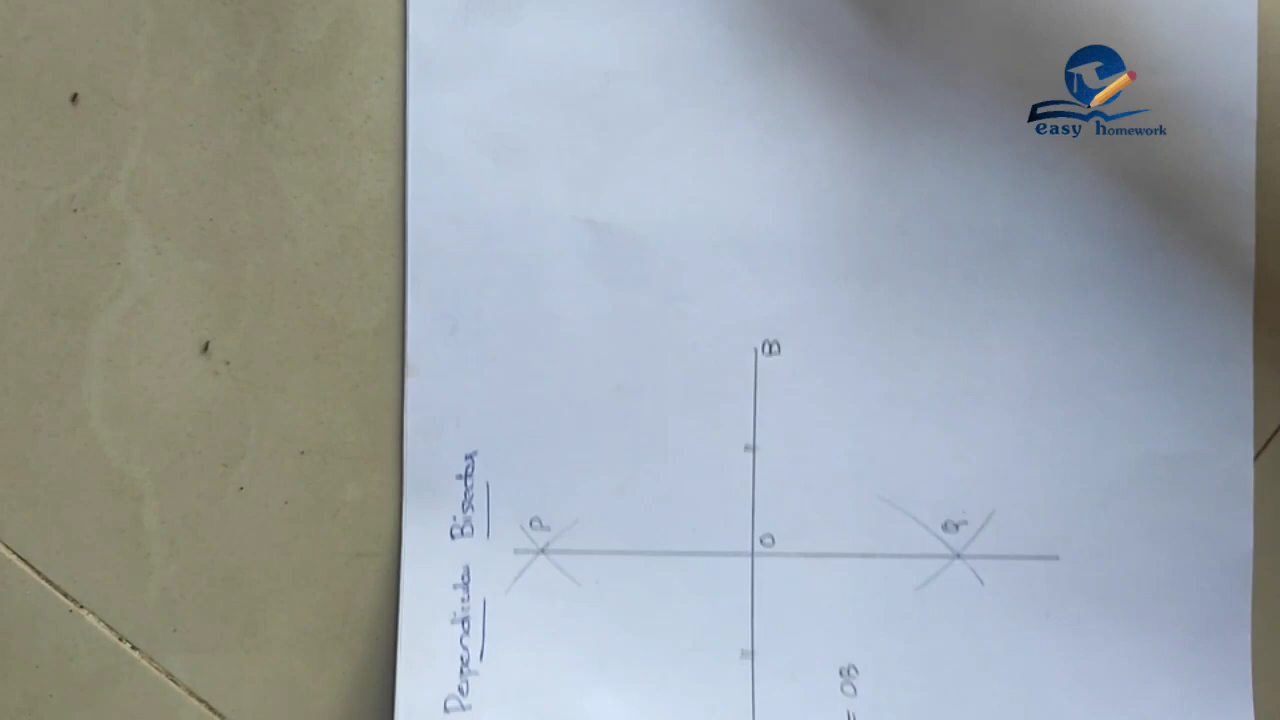 easy homework
Perpendicular Bisector
P
B
O
Q.
= OB